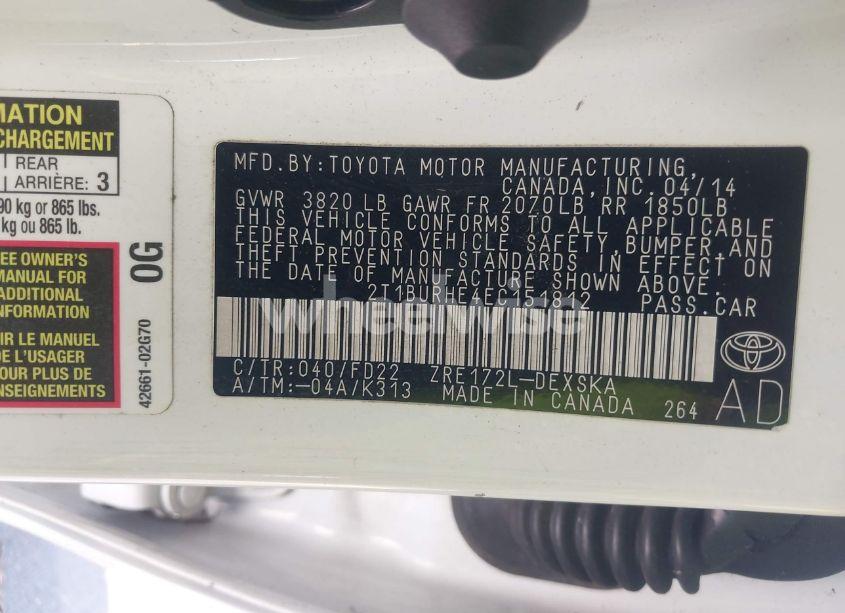 MATION
CHARGEMENT
REAR
ARRIÈRE: 3
90 kg or 865 lbs.
kg ou 865 lb.
EE OWNER'S
MANUAL FOR
ADDITIONAL
INFORMATION
IR LE MANUEL
DE L'USAGER
POUR PLUS DE
ENSEIGNEMENTS
0G
42661-02G70
MFD.BY:TOYOTA MOTOR MANUFACTURING,
CANADA, INC. 04/14
GVWR 3820 LB GAWR FR 2070LB, RR 1850LB
THIS VEHICLE CONFORMS TO ALL APPLICABLE
FEDERAL MOTOR VEHICLE SAFETY, BUMPER, AND
THEFT PREVENTION STANDARDS IN EFFECT ON
THE DATE OF MANUFACTURE SHOWN ABOVE.
PASS.CAR
wheelwise
C/TR:040/FD22 ZRE172L-DEXSKA
A/TM:-04A/K313 MADE IN CANADA 264
AD